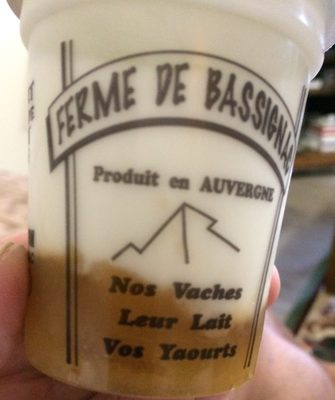 FERME DE BASSIGNAC
Produit en AUVERGNE
Nos Vaches
Leur Lait
Vos Yaourts